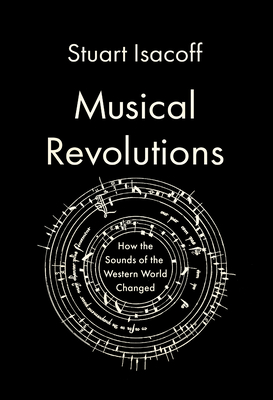 Stuart Isacoff
Musical
Revolutions
How the
Sounds of the
Western World
Changed